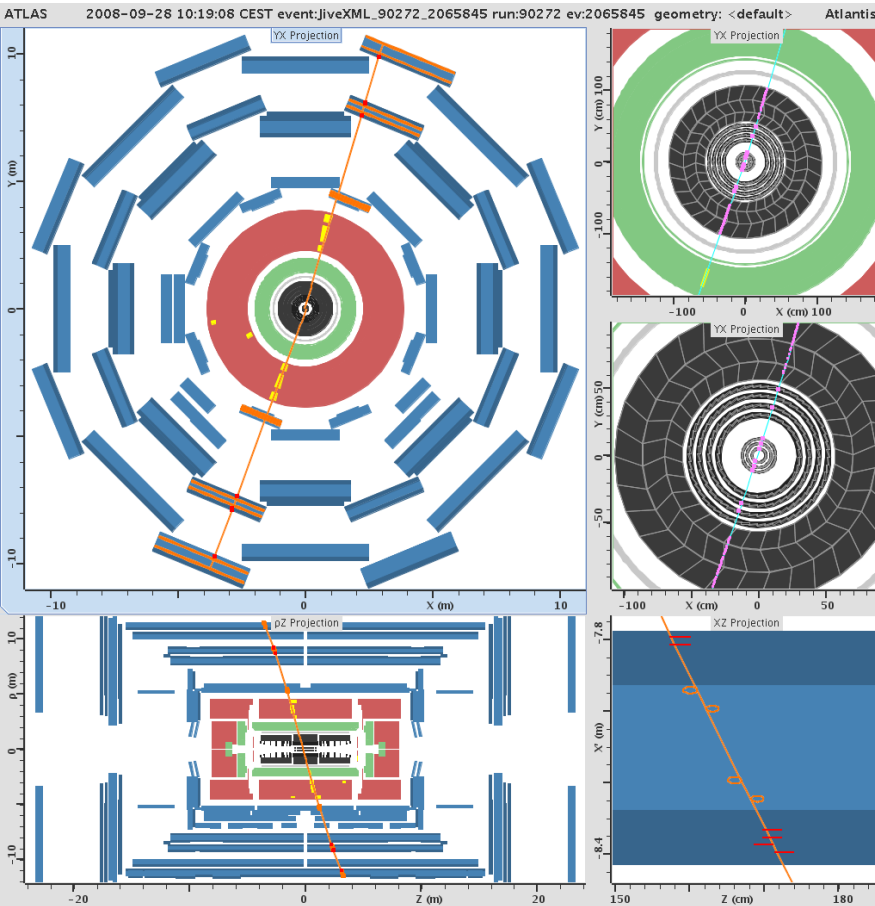 ATLAS 2008-09-28 10:19:08 CEST event:JiveXML_90272_2065845 run:90272 ev:2065845 geometry: <default> Atlantis
YX Projection
10
Y (m)
0
-10
-10 0 X (m) 10
YX Projection
Y (cm) 100
0
-100
-100 0 X (cm) 100
YX Projection
Y (cm) 50
0
-50
-100 X (cm) 0 50
ρZ Projection
10
ρ (m)
0
-10
-20 0 Z (m) 20
XZ Projection
-7.8
X' (m)
-8.4
150 Z (cm) 180